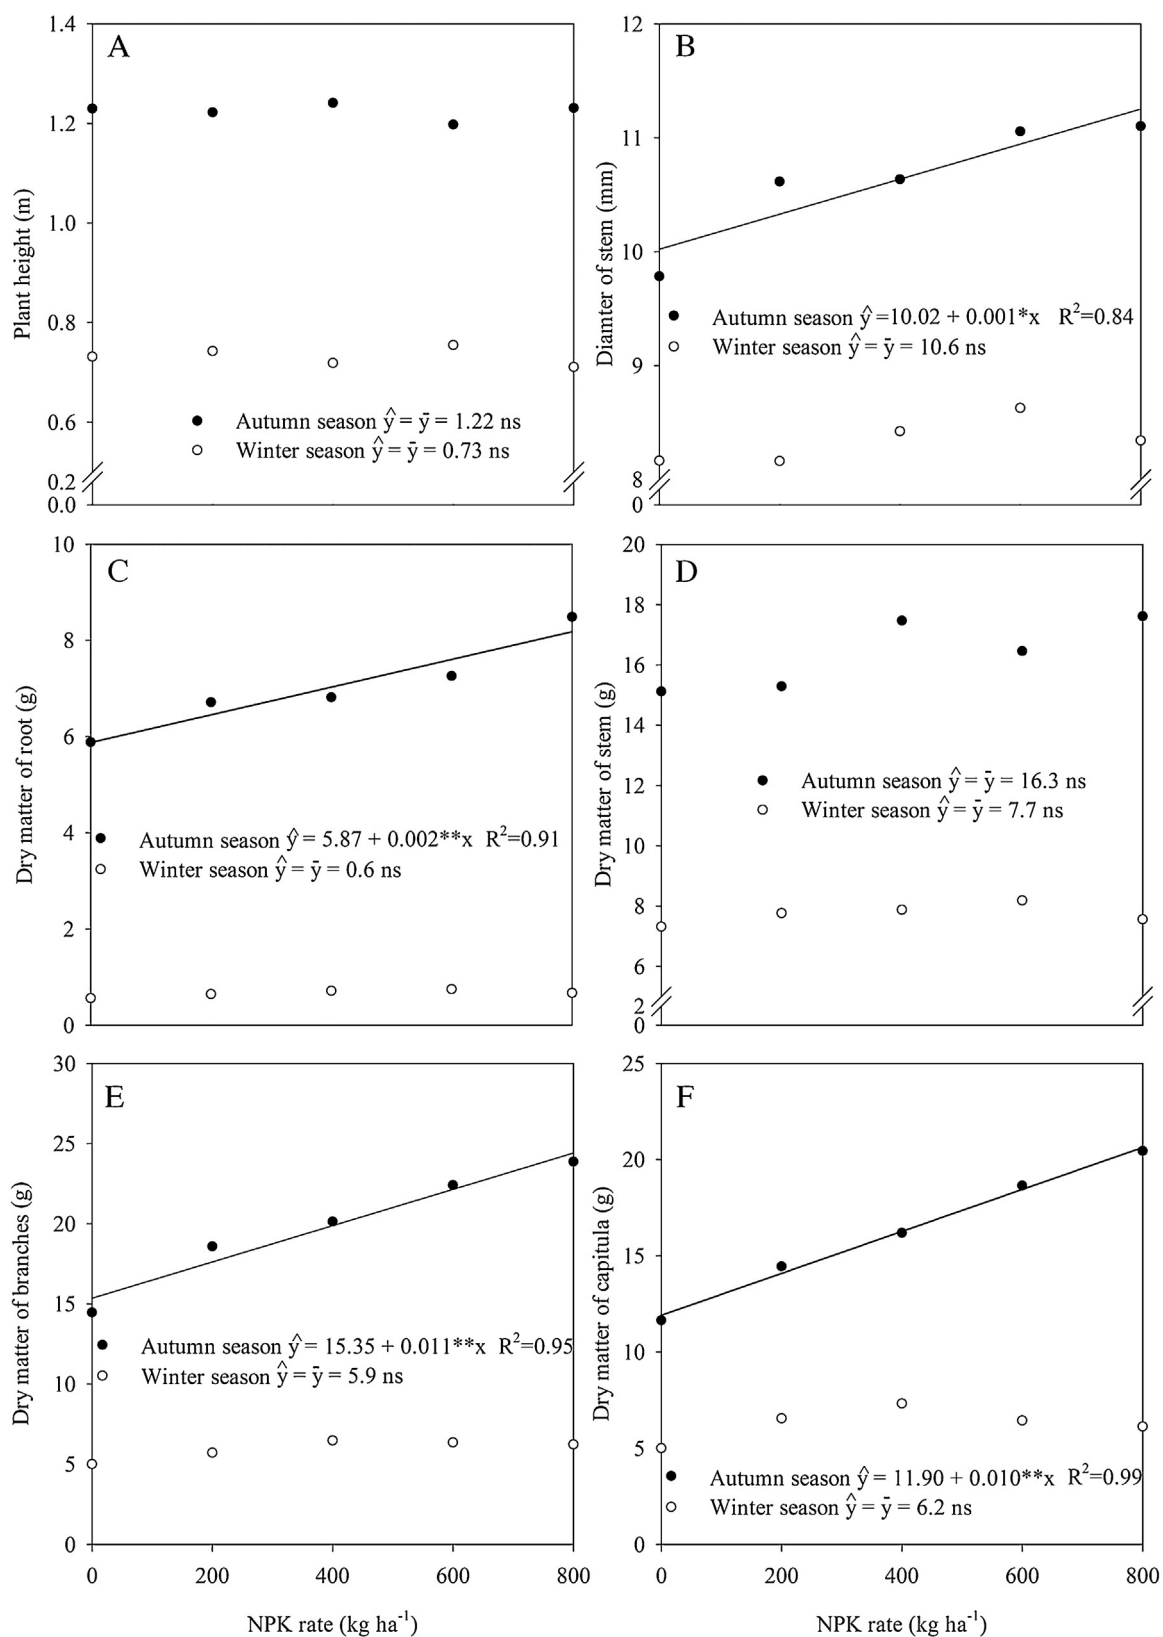 A
1.4
1.2
1.0
0.8
0.6
0.2
0.0
Plant height (m)
Autumn season ŷ = ȳ = 1.22 ns
Winter season ŷ = ȳ = 0.73 ns
B
12
11
10
9
8
0
Diamter of stem (mm)
Autumn season ŷ =10.02 + 0.001*x R²=0.84
Winter season ŷ = ȳ = 10.6 ns
C
10
8
6
4
2
0
Dry matter of root (g)
Autumn season ŷ = 5.87 + 0.002**x R²=0.91
Winter season ŷ = ȳ = 0.6 ns
D
20
18
16
14
12
10
8
6
2
0
Dry matter of stem (g)
Autumn season ŷ = ȳ = 16.3 ns
Winter season ŷ = ȳ = 7.7 ns
E
30
25
20
15
10
5
0
Dry matter of branches (g)
Autumn season ŷ = 15.35 + 0.011**x R²=0.95
Winter season ŷ = ȳ = 5.9 ns
0 200 400 600 800
NPK rate (kg ha⁻¹)
F
25
20
15
10
5
0
Dry matter of capitula (g)
Autumn season ŷ = 11.90 + 0.010**x R²=0.99
Winter season ŷ = ȳ = 6.2 ns
0 200 400 600 800
NPK rate (kg ha⁻¹)